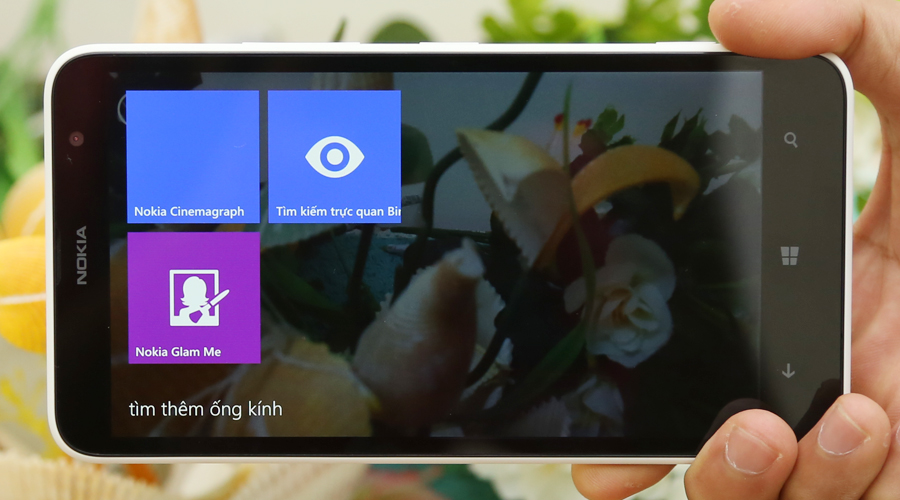 NOKIA
Nokia Cinemagraph
Tìm kiếm trực quan Bin
Nokia Glam Me
tìm thêm ống kính